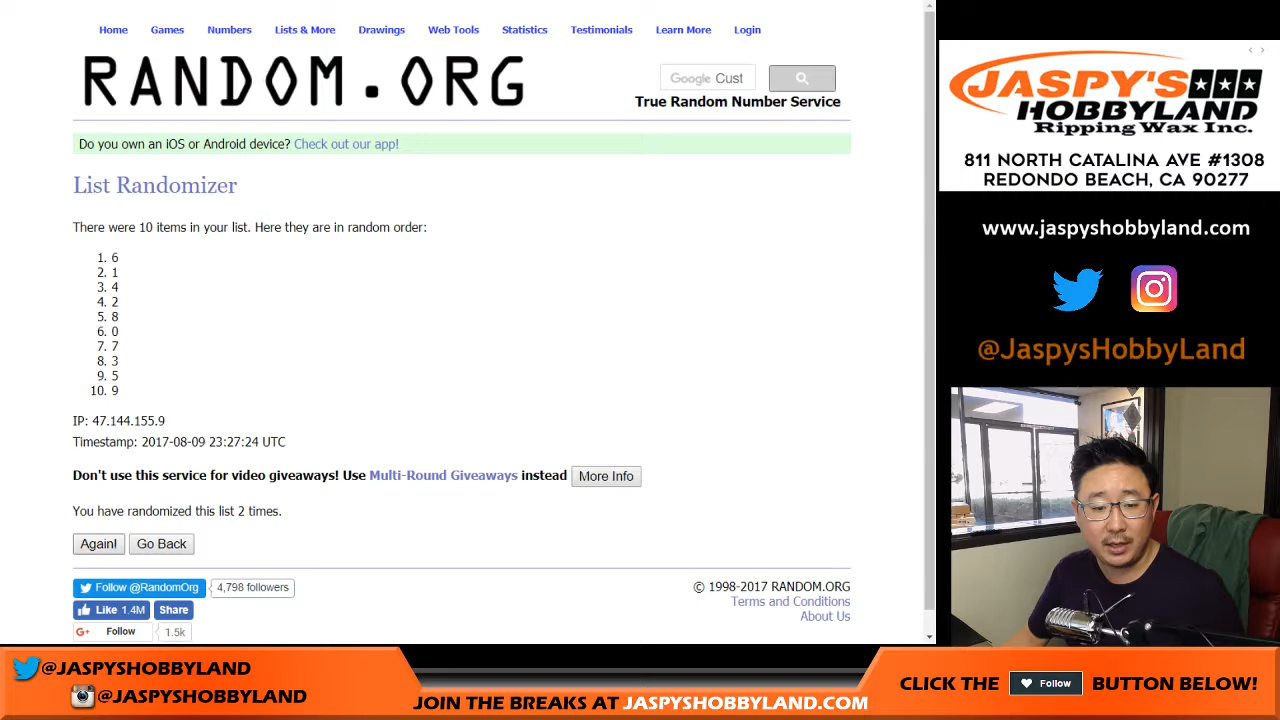 Home Games Numbers Lists & More Drawings Web Tools Statistics Testimonials Learn More Login
RANDOM.ORG
Google Cust
True Random Number Service
Do you own an iOS or Android device? Check out our app!
List Randomizer
There were 10 items in your list. Here they are in random order:
1. 6
2. 1
3. 4
4. 2
5. 8
6. 0
7. 7
8. 3
9. 5
10. 9
IP: 47.144.155.9
Timestamp: 2017-08-09 23:27:24 UTC
Don't use this service for video giveaways! Use Multi-Round Giveaways instead More Info
You have randomized this list 2 times.
Again! Go Back
Follow @RandomOrg 4,798 followers
Like 1.4M Share
G+ Follow 1.5k
© 1998-2017 RANDOM.ORG
Terms and Conditions
About Us
JASPY'S
HOBBYLAND
Ripping Wax Inc.
811 NORTH CATALINA AVE #1308
REDONDO BEACH, CA 90277
www.jaspyshobbyland.com
@JaspysHobbyLand
@JASPYSHOBBYLAND
@JASPYSHOBBYLAND
JOIN THE BREAKS AT JASPYSHOBBYLAND.COM
CLICK THE Follow BUTTON BELOW!